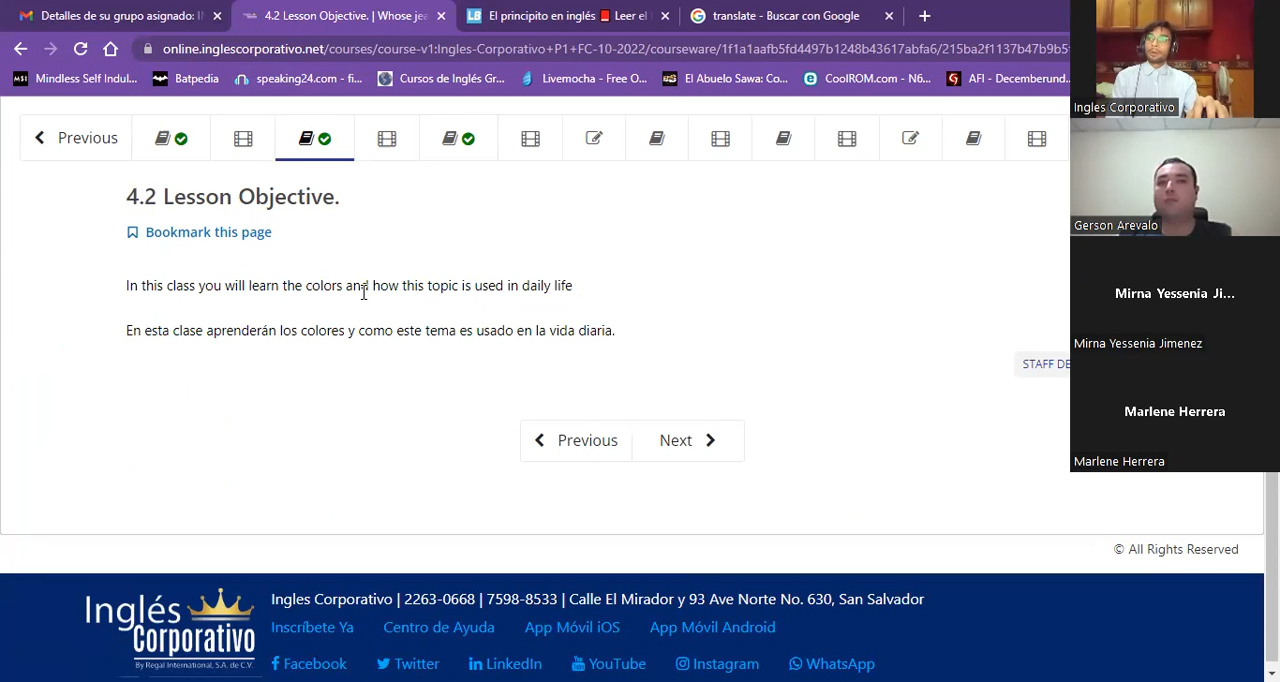 Detalles de su grupo asignado: I
4.2 Lesson Objective. | Whose jea
El principito en inglés
Leer el
translate - Buscar con Google
online.inglescorporativo.net/courses/course-v1:Ingles-Corporativo+P1+FC-10-2022/courseware/1f1a1aafb5fd4497b1248b43617abfa6/215ba2f1137b47b9b5
Mindless Self Indul...
Batpedia
speaking24.com - fi...
Cursos de Inglés Gr...
Livemocha - Free O...
El Abuelo Sawa: Co...
CoolROM.com - N6...
AFI - Decemberund...
Previous
4.2 Lesson Objective.
Bookmark this page
In this class you will learn the colors and how this topic is used in daily life
En esta clase aprenderán los colores y como este tema es usado en la vida diaria.
STAFF DE
Previous
Next
© All Rights Reserved
Inglés Corporativo
By Regal International, S.A. de C.V.
Ingles Corporativo | 2263-0668 | 7598-8533 | Calle El Mirador y 93 Ave Norte No. 630, San Salvador
Inscríbete Ya
Centro de Ayuda
App Móvil iOS
App Móvil Android
Facebook
Twitter
LinkedIn
YouTube
Instagram
WhatsApp
Ingles Corporativo
Gerson Arevalo
Mirna Yessenia Ji...
Mirna Yessenia Jimenez
Marlene Herrera
Marlene Herrera